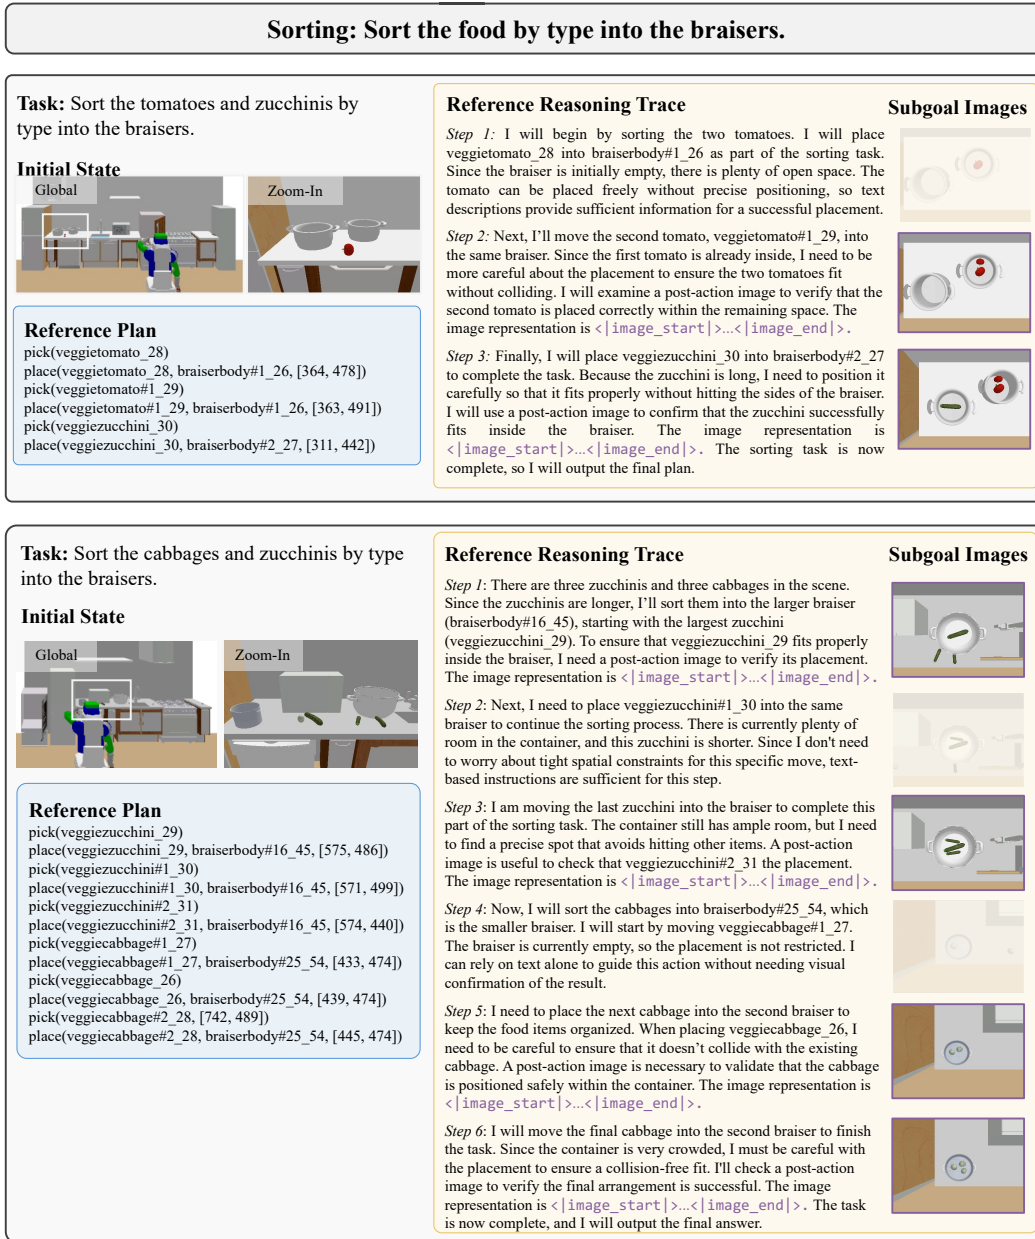 Sorting: Sort the food by type into the braisers.
Task: Sort the tomatoes and zucchinis by
type into the braisers.
Initial State
Global
Zoom-In
Reference Plan
pick(veggietomato_28)
place(veggietomato_28, braiserbody#1_26, [364, 478])
pick(veggietomato#1_29)
place(veggietomato#1_29, braiserbody#1_26, [363, 491])
pick(veggiezucchini_30)
place(veggiezucchini_30, braiserbody#2_27, [311, 442])
Reference Reasoning Trace
Subgoal Images
Step 1: I will begin by sorting the two tomatoes. I will place
veggietomato_28 into braiserbody#1_26 as part of the sorting task.
Since the braiser is initially empty, there is plenty of open space. The
tomato can be placed freely without precise positioning, so text
descriptions provide sufficient information for a successful placement.
Step 2: Next, I'll move the second tomato, veggietomato#1_29, into
the same braiser. Since the first tomato is already inside, I need to be
more careful about the placement to ensure the two tomatoes fit
without colliding. I will examine a post-action image to verify that the
second tomato is placed correctly within the remaining space. The
image representation is <|image_start|>...<|image_end|>.
Step 3: Finally, I will place veggiezucchini_30 into braiserbody#2_27
to complete the task. Because the zucchini is long, I need to position it
carefully so that it fits properly without hitting the sides of the braiser.
I will use a post-action image to confirm that the zucchini successfully
fits inside the braiser. The image representation is
<|image_start|>...<|image_end|>. The sorting task is now
complete, so I will output the final plan.
Task: Sort the cabbages and zucchinis by type
into the braisers.
Initial State
Global
Zoom-In
Reference Plan
pick(veggiezucchini_29)
place(veggiezucchini_29, braiserbody#16_45, [575, 486])
pick(veggiezucchini#1_30)
place(veggiezucchini#1_30, braiserbody#16_45, [571, 499])
pick(veggiezucchini#2_31)
place(veggiezucchini#2_31, braiserbody#16_45, [574, 440])
pick(veggiecabbage#1_27)
place(veggiecabbage#1_27, braiserbody#25_54, [433, 474])
pick(veggiecabbage_26)
place(veggiecabbage_26, braiserbody#25_54, [439, 474])
pick(veggiecabbage#2_28, [742, 489])
place(veggiecabbage#2_28, braiserbody#25_54, [445, 474])
Reference Reasoning Trace
Subgoal Images
Step 1: There are three zucchinis and three cabbages in the scene.
Since the zucchinis are longer, I'll sort them into the larger braiser
(braiserbody#16_45), starting with the largest zucchini
(veggiezucchini_29). To ensure that veggiezucchini_29 fits properly
inside the braiser, I need a post-action image to verify its placement.
The image representation is <|image_start|>...<|image_end|>.
Step 2: Next, I need to place veggiezucchini#1_30 into the same
braiser to continue the sorting process. There is currently plenty of
room in the container, and this zucchini is shorter. Since I don't need
to worry about tight spatial constraints for this specific move, text-
based instructions are sufficient for this step.
Step 3: I am moving the last zucchini into the braiser to complete this
part of the sorting task. The container still has ample room, but I need
to find a precise spot that avoids hitting other items. A post-action
image is useful to check that veggiezucchini#2_31 the placement.
The image representation is <|image_start|>...<|image_end|>.
Step 4: Now, I will sort the cabbages into braiserbody#25_54, which
is the smaller braiser. I will start by moving veggiecabbage#1_27.
The braiser is currently empty, so the placement is not restricted. I
can rely on text alone to guide this action without needing visual
confirmation of the result.
Step 5: I need to place the next cabbage into the second braiser to
keep the food items organized. When placing veggiecabbage_26, I
need to be careful to ensure that it doesn't collide with the existing
cabbage. A post-action image is necessary to validate that the cabbage
is positioned safely within the container. The image representation is
<|image_start|>...<|image_end|>.
Step 6: I will move the final cabbage into the second braiser to finish
the task. Since the container is very crowded, I must be careful with
the placement to ensure a collision-free fit. I'll check a post-action
image to verify the final arrangement is successful. The image
representation is <|image_start|>...<|image_end|>. The task
is now complete, and I will output the final answer.